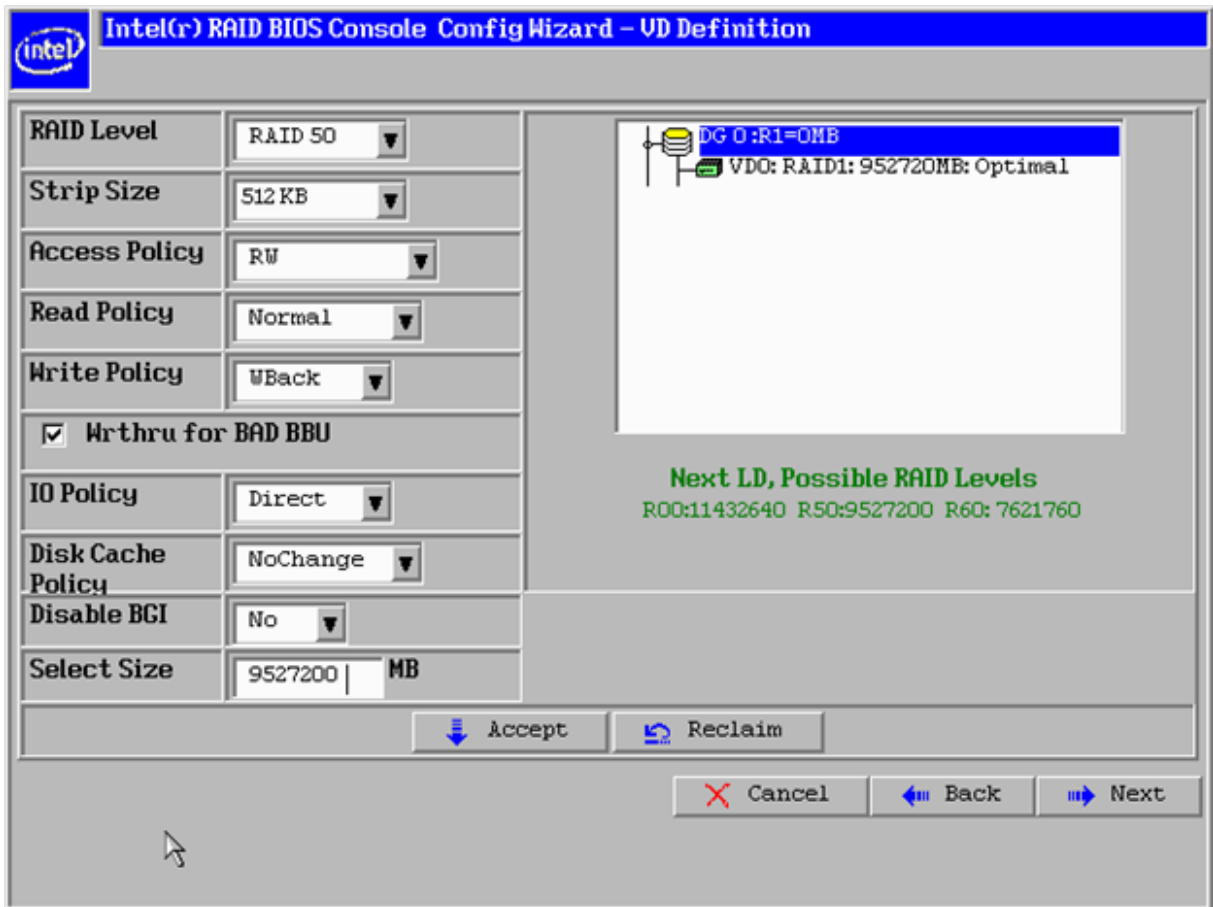 intel
Intel(r) RAID BIOS Console Config Wizard – VD Definition
RAID Level
RAID 50
Strip Size
512 KB
Access Policy
RW
Read Policy
Normal
Write Policy
WBack
Wrthru for BAD BBU
IO Policy
Direct
Disk Cache
Policy
NoChange
Disable BGI
No
Select Size
9527200 MB
DG 0:R1=0MB
VD0: RAID1: 952720MB: Optimal
Next LD, Possible RAID Levels
R00:11432640 R50:9527200 R60: 7621760
Accept
Reclaim
Cancel
Back
Next